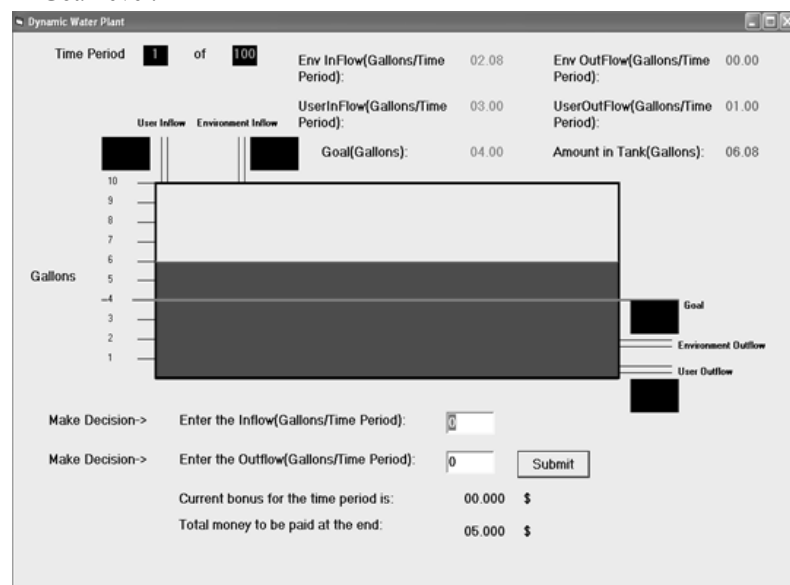 Dynamic Water Plant
Time Period 1 of 100
Env InFlow(Gallons/Time Period): 02.08
Env OutFlow(Gallons/Time Period): 00.00
UserInFlow(Gallons/Time Period): 03.00
UserOutFlow(Gallons/Time Period): 01.00
User Inflow Environment Inflow
Goal(Gallons): 04.00
Amount in Tank(Gallons): 06.08
10
9
8
7
6
Gallons 5
4
Goal
3
2
Environment Outflow
1
User Outflow
Make Decision-> Enter the Inflow(Gallons/Time Period): 0
Make Decision-> Enter the Outflow(Gallons/Time Period): 0 Submit
Current bonus for the time period is: 00.000 $
Total money to be paid at the end: 05.000 $